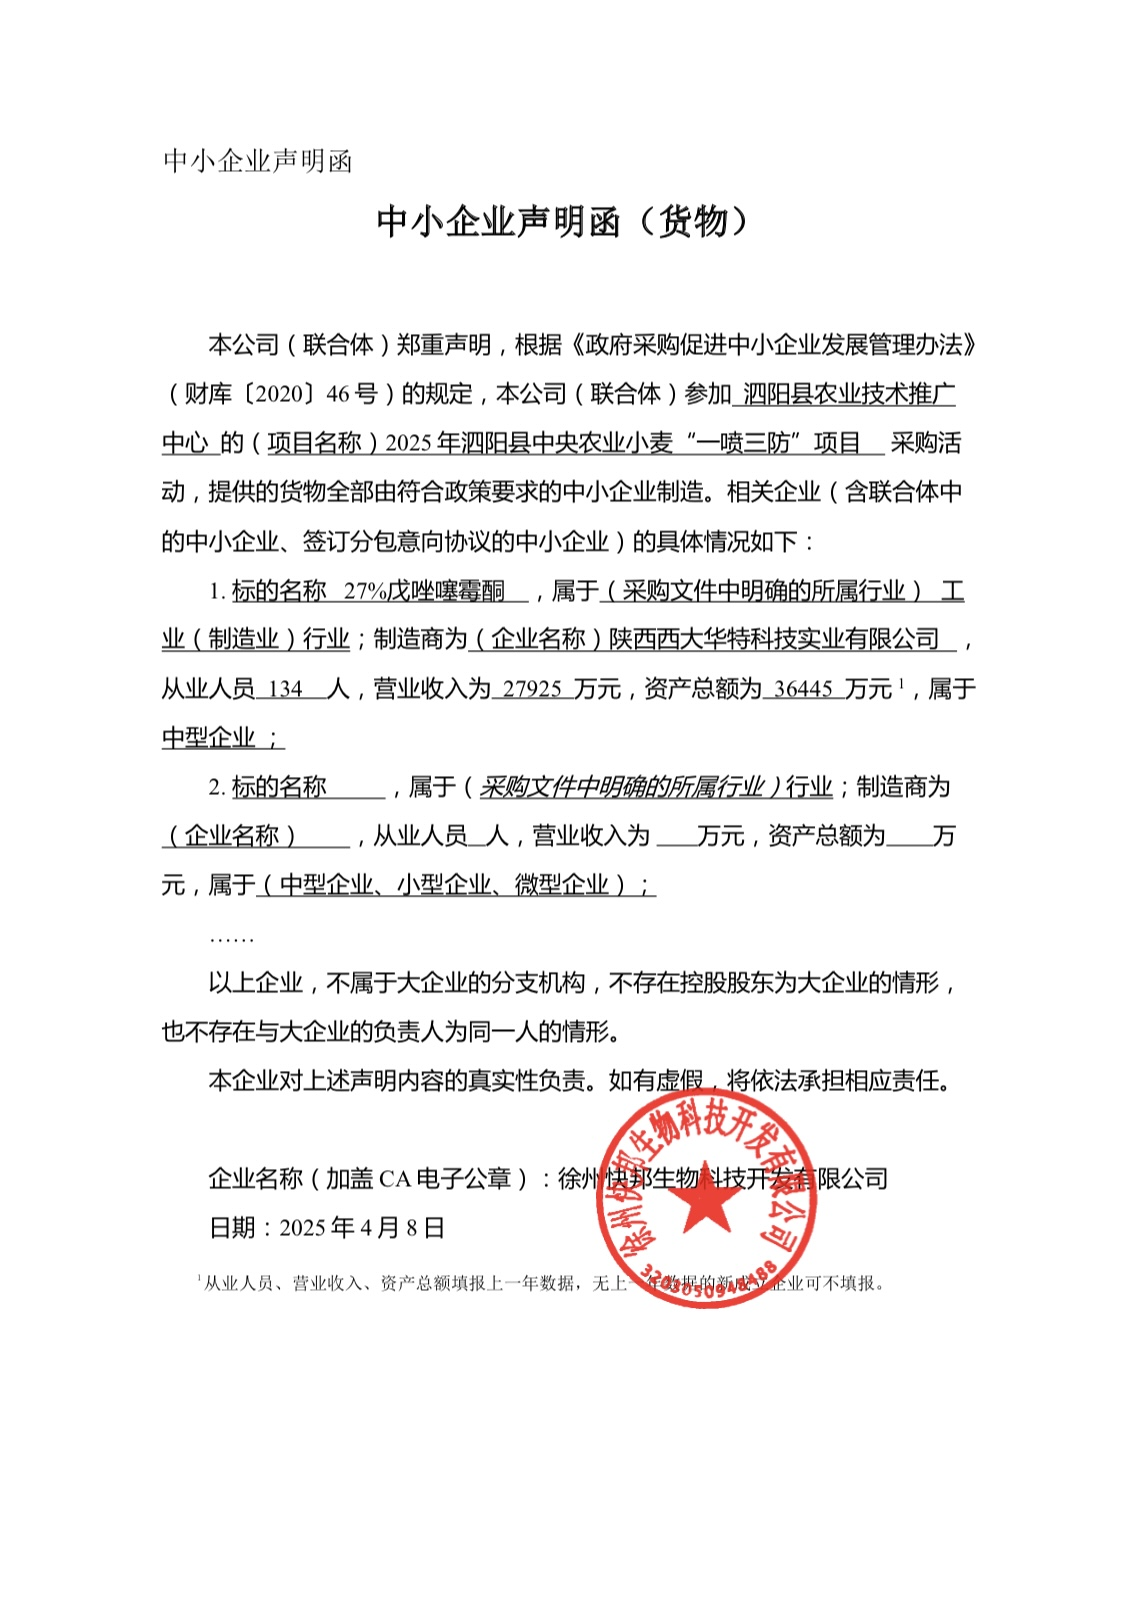 中小企业声明函
中小企业声明函（货物）
本公司（联合体）郑重声明，根据《政府采购促进中小企业发展管理办法》
（财库〔2020〕46号）的规定，本公司（联合体）参加 泗阳县农业技术推广
中心 的（项目名称）2025年泗阳县中央农业小麦“一喷三防”项目 采购活
动，提供的货物全部由符合政策要求的中小企业制造。相关企业（含联合体中
的中小企业、签订分包意向协议的中小企业）的具体情况如下：
1. 标的名称 27%戊唑噻霉酮 ，属于（采购文件中明确的所属行业） 工
业（制造业）行业；制造商为（企业名称）陕西西大华特科技实业有限公司 ，
从业人员 134 人，营业收入为 27925 万元，资产总额为 36445 万元¹，属于
中型企业 ；
2. 标的名称 ，属于（采购文件中明确的所属行业）行业；制造商为
（企业名称） ，从业人员 人，营业收入为 万元，资产总额为 万
元，属于（中型企业、小型企业、微型企业）；
……
以上企业，不属于大企业的分支机构，不存在控股股东为大企业的情形，
也不存在与大企业的负责人为同一人的情形。
本企业对上述声明内容的真实性负责。如有虚假，将依法承担相应责任。
企业名称（加盖CA电子公章）：徐州快邦生物科技开发有限公司
日期：2025年4月8日
¹从业人员、营业收入、资产总额填报上一年数据，无上一年数据的新成立企业可不填报。
徐州快邦生物科技开发有限公司